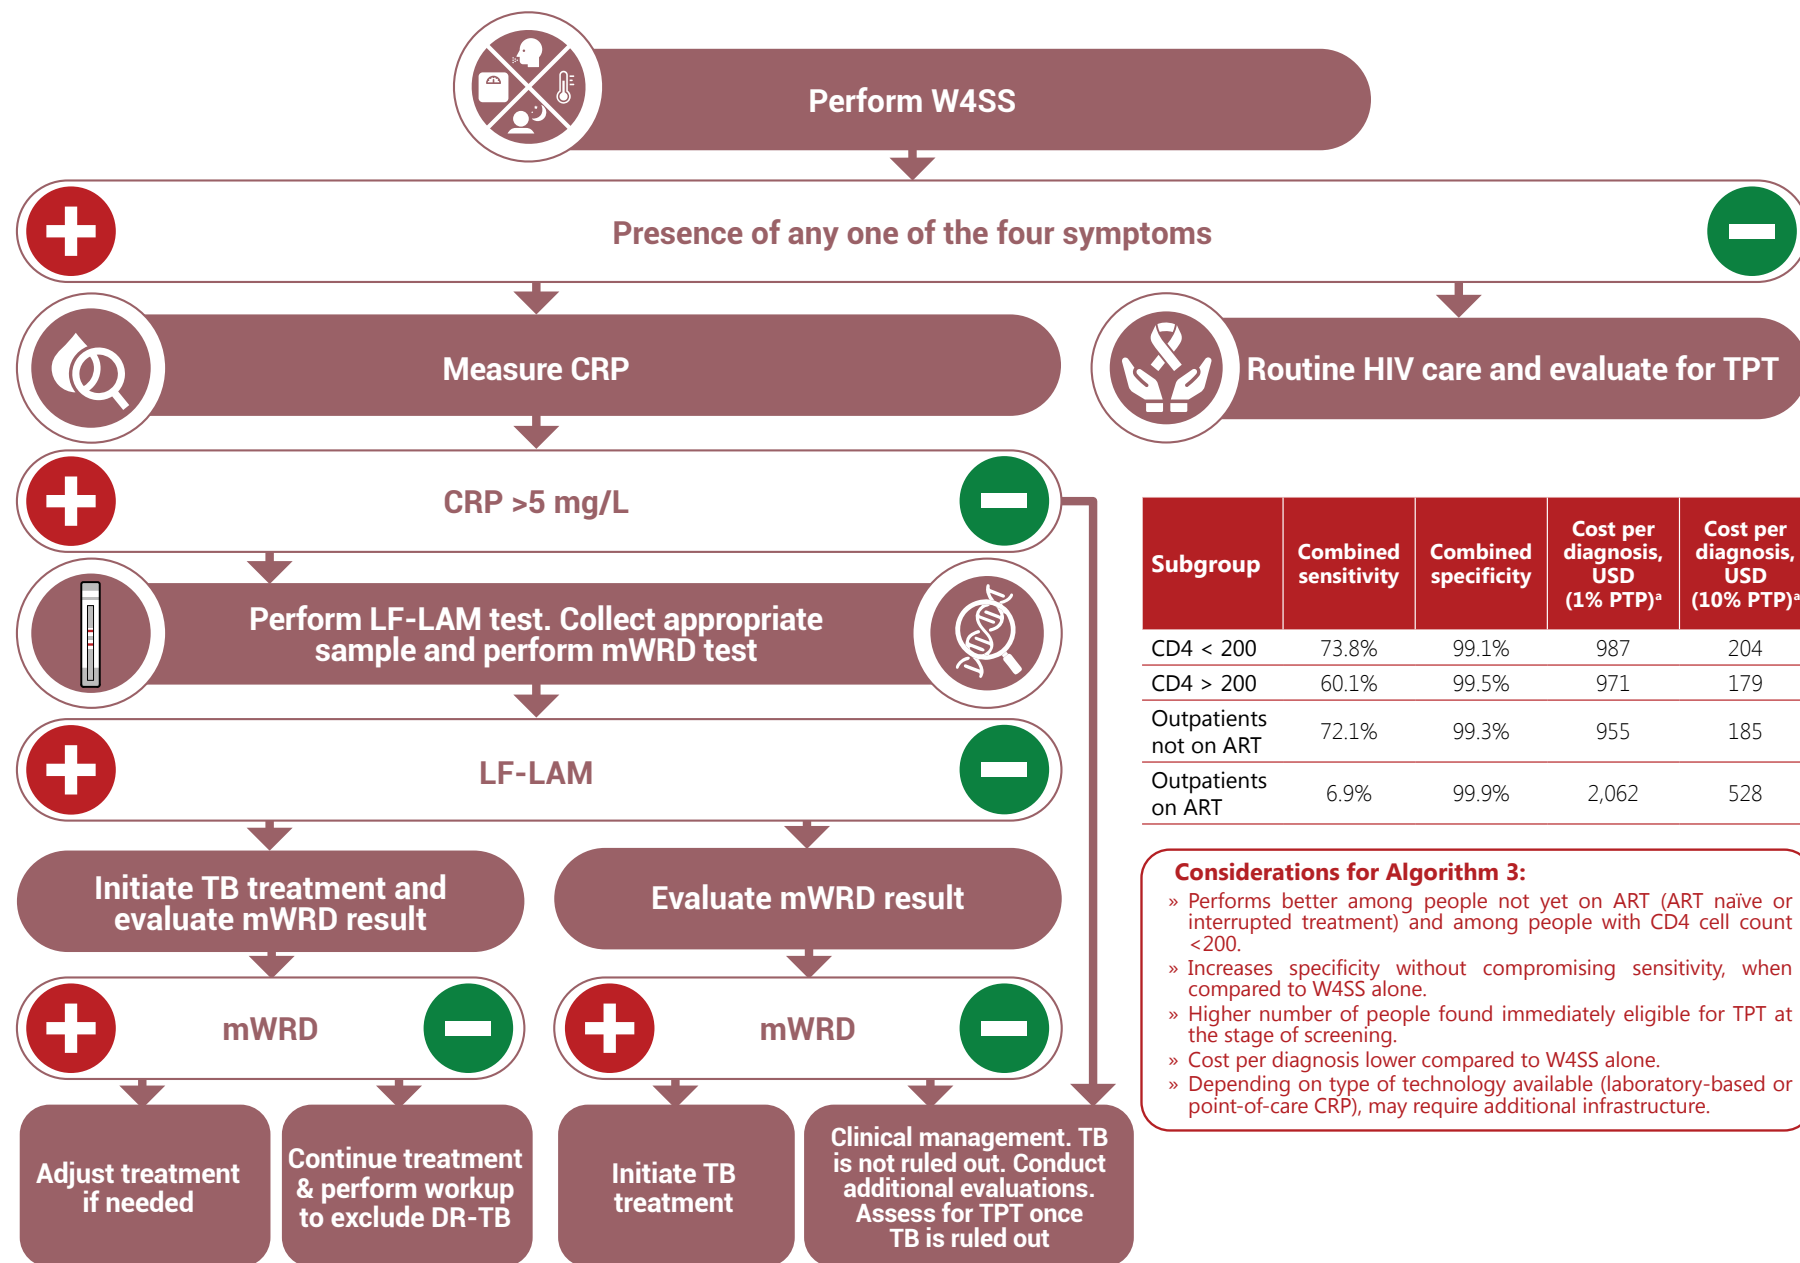 Perform W4SS
Presence of any one of the four symptoms
Measure CRP
Routine HIV care and evaluate for TPT
CRP >5 mg/L
Perform LF-LAM test. Collect appropriate
sample and perform mWRD test
LF-LAM
Initiate TB treatment and
evaluate mWRD result
Evaluate mWRD result
mWRD
mWRD
Adjust treatment
if needed
Continue treatment
& perform workup
to exclude DR-TB
Initiate TB
treatment
Clinical management. TB
is not ruled out. Conduct
additional evaluations.
Assess for TPT once
TB is ruled out
Subgroup
Combined
sensitivity
Combined
specificity
Cost per
diagnosis,
USD
(1% PTP)ª
Cost per
diagnosis,
USD
(10% PTP)ª
CD4 < 200 73.8% 99.1% 987 204
CD4 > 200 60.1% 99.5% 971 179
Outpatients
not on ART 72.1% 99.3% 955 185
Outpatients
on ART 6.9% 99.9% 2,062 528
Considerations for Algorithm 3:
» Performs better among people not yet on ART (ART naïve or
interrupted treatment) and among people with CD4 cell count
<200.
» Increases specificity without compromising sensitivity, when
compared to W4SS alone.
» Higher number of people found immediately eligible for TPT at
the stage of screening.
» Cost per diagnosis lower compared to W4SS alone.
» Depending on type of technology available (laboratory-based or
point-of-care CRP), may require additional infrastructure.